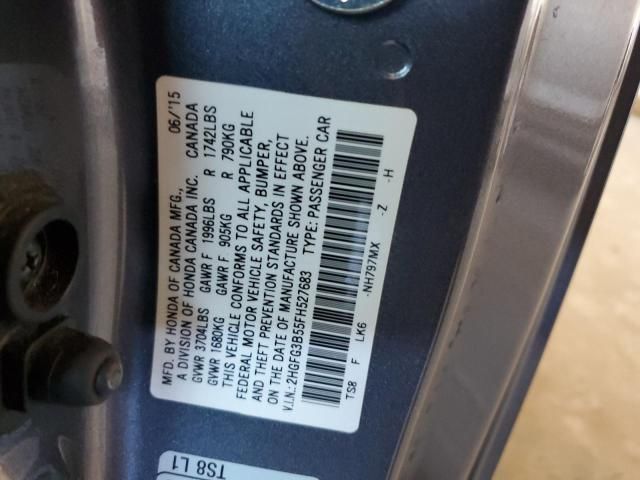 MFD. BY HONDA OF CANADA MFG., 06/'15
A DIVISION OF HONDA CANADA INC. CANADA
GVWR 3704LBS GAWR F 1996LBS R 1742LBS
GVWR 1680KG GAWR F 905KG R 790KG
THIS VEHICLE CONFORMS TO ALL APPLICABLE
FEDERAL MOTOR VEHICLE SAFETY, BUMPER,
AND THEFT PREVENTION STANDARDS IN EFFECT
ON THE DATE OF MANUFACTURE SHOWN ABOVE.
V.I.N.: 2HGFG3B55FH527683 TYPE: PASSENGER CAR
TS8 F LK6 -NH797MX -Z -H
TS8 L1